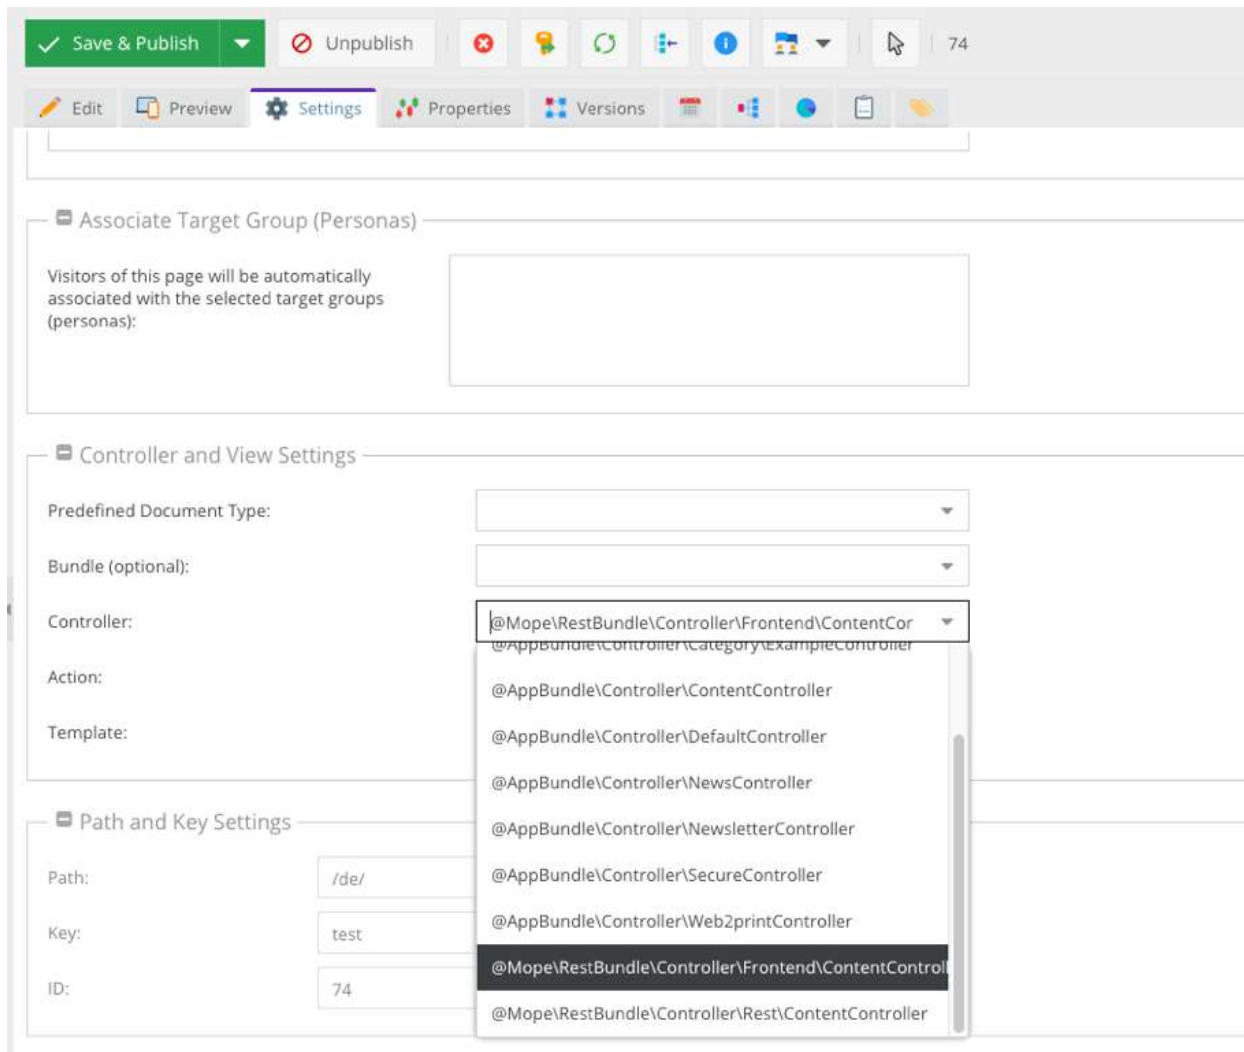 Save & Publish
Unpublish
74
Edit
Preview
Settings
Properties
Versions
Associate Target Group (Personas)
Visitors of this page will be automatically
associated with the selected target groups
(personas):
Controller and View Settings
Predefined Document Type:
Bundle (optional):
Controller:
@Mope\RestBundle\Controller\Frontend\ContentCor
@AppBundle\Controller\Category\ExampleController
Action:
@AppBundle\Controller\ContentController
Template:
@AppBundle\Controller\DefaultController
@AppBundle\Controller\NewsController
Path and Key Settings
@AppBundle\Controller\NewsletterController
Path:
/de/
@AppBundle\Controller\SecureController
Key:
test
@AppBundle\Controller\Web2printController
@Mope\RestBundle\Controller\Frontend\ContentControll
ID:
74
@Mope\RestBundle\Controller\Rest\ContentController